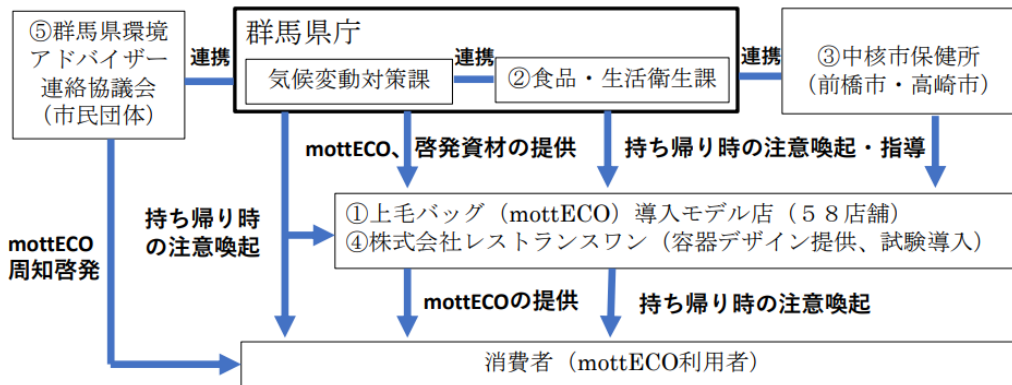 ⑤群馬県環境
アドバイザー
連絡協議会
（市民団体）
連携
群馬県庁
気候変動対策課
連携
②食品・生活衛生課
連携
③中核市保健所
（前橋市・高崎市）
mottECO、啓発資材の提供
持ち帰り時の注意喚起・指導
持ち帰り時
の注意喚起
①上毛バッグ（mottECO）導入モデル店（５８店舗）
④株式会社レストランスワン（容器デザイン提供、試験導入）
mottECO
周知啓発
mottECOの提供
持ち帰り時の注意喚起
消費者（mottECO利用者）